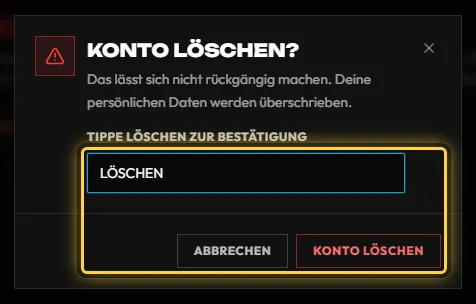 KONTO LÖSCHEN?
Das lässt sich nicht rückgängig machen. Deine
persönlichen Daten werden überschrieben.
TIPPE LÖSCHEN ZUR BESTÄTIGUNG
LÖSCHEN
ABBRECHEN KONTO LÖSCHEN